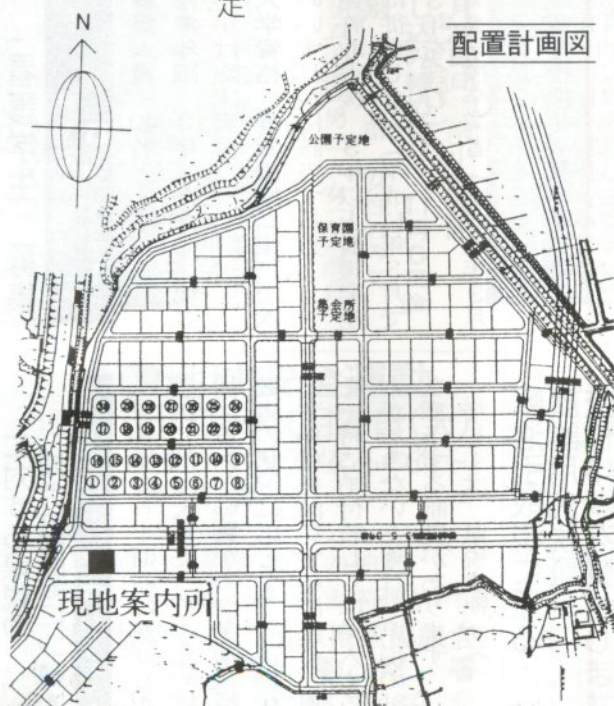 定
N
配置計画図
公園予定地
保育園
予定地
集会所
予定地
㉚ ㉙ ㉘ ㉗ ㉖ ㉕ ㉔
⑰ ⑱ ⑲ ⑳ ㉑ ㉒ ㉓
⑯ ⑮ ⑭ ⑬ ⑫ ⑪ ⑩ ⑨
① ② ③ ④ ⑤ ⑥ ⑦ ⑧
現地案内所